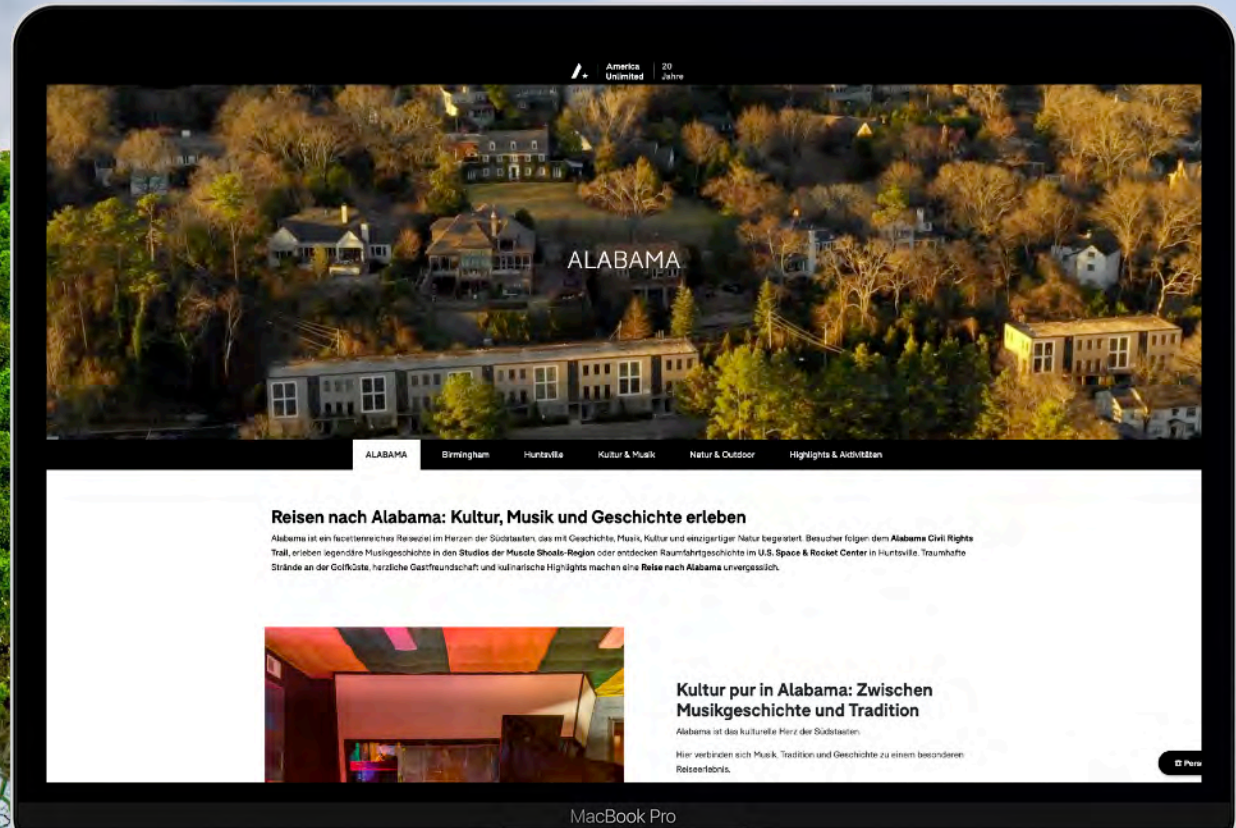 America
Unlimited
20
Jahre
ALABAMA
ALABAMA Birmingham Huntsville Kultur & Musik Natur & Outdoor Highlights & Aktivitäten
Reisen nach Alabama: Kultur, Musik und Geschichte erleben
Alabama ist ein facettenreiches Reiseziel im Herzen der Südstaaten, das mit Geschichte, Musik, Kultur und einzigartiger Natur begeistert. Besucher folgen dem Alabama Civil Rights
Trail, erleben legendäre Musikgeschichte in den Studios der Muscle Shoals-Region oder entdecken Raumfahrtgeschichte im U.S. Space & Rocket Center in Huntsville. Traumhafte
Strände an der Golfküste, herzliche Gastfreundschaft und kulinarische Highlights machen eine Reise nach Alabama unvergesslich.
Kultur pur in Alabama: Zwischen
Musikgeschichte und Tradition
Alabama ist das kulturelle Herz der Südstaaten.
Hier verbinden sich Musik, Tradition und Geschichte zu einem besonderen
Reiseerlebnis.
Pers
MacBook Pro